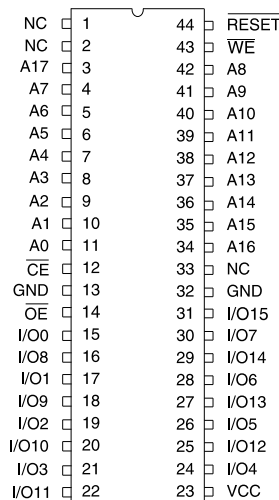 NC 1 44 RESET
NC 2 43 WE
A17 3 42 A8
A7 4 41 A9
A6 5 40 A10
A5 6 39 A11
A4 7 38 A12
A3 8 37 A13
A2 9 36 A14
A1 10 35 A15
A0 11 34 A16
CE 12 33 NC
GND 13 32 GND
OE 14 31 I/O15
I/O0 15 30 I/O7
I/O8 16 29 I/O14
I/O1 17 28 I/O6
I/O9 18 27 I/O13
I/O2 19 26 I/O5
I/O10 20 25 I/O12
I/O3 21 24 I/O4
I/O11 22 23 VCC